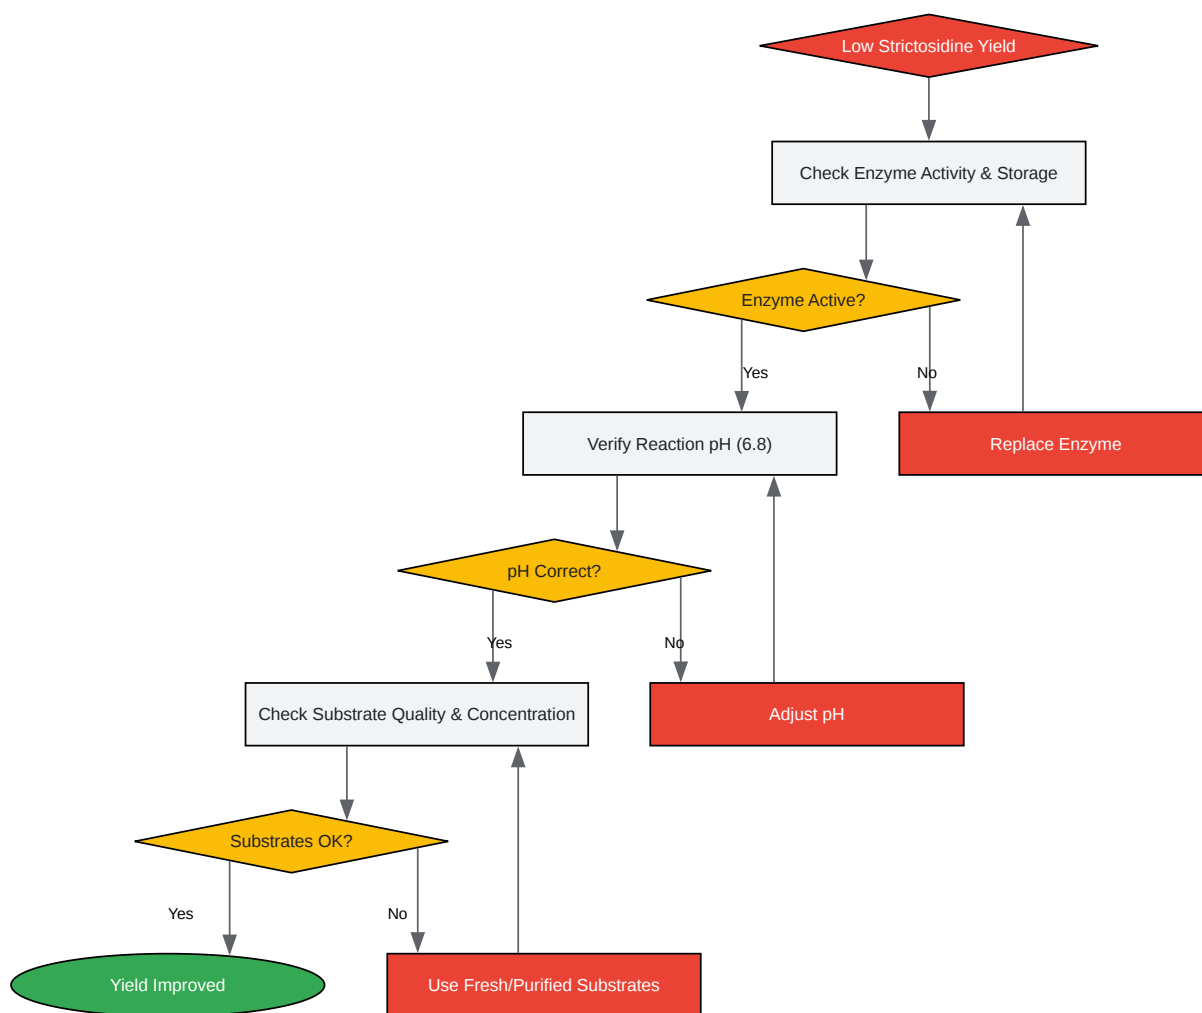 Low Strictosidine Yield
Check Enzyme Activity & Storage
Enzyme Active?
Yes
No
Verify Reaction pH (6.8)
Replace Enzyme
pH Correct?
Yes
No
Check Substrate Quality & Concentration
Adjust pH
Substrates OK?
Yes
No
Yield Improved
Use Fresh/Purified Substrates